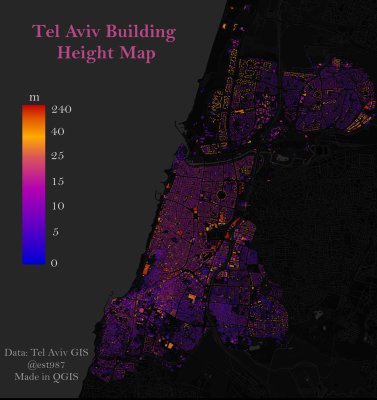 Tel Aviv Building
Height Map
m
240
40
25
15
10
5
0
Data: Tel Aviv GIS
@est987
Made in QGIS